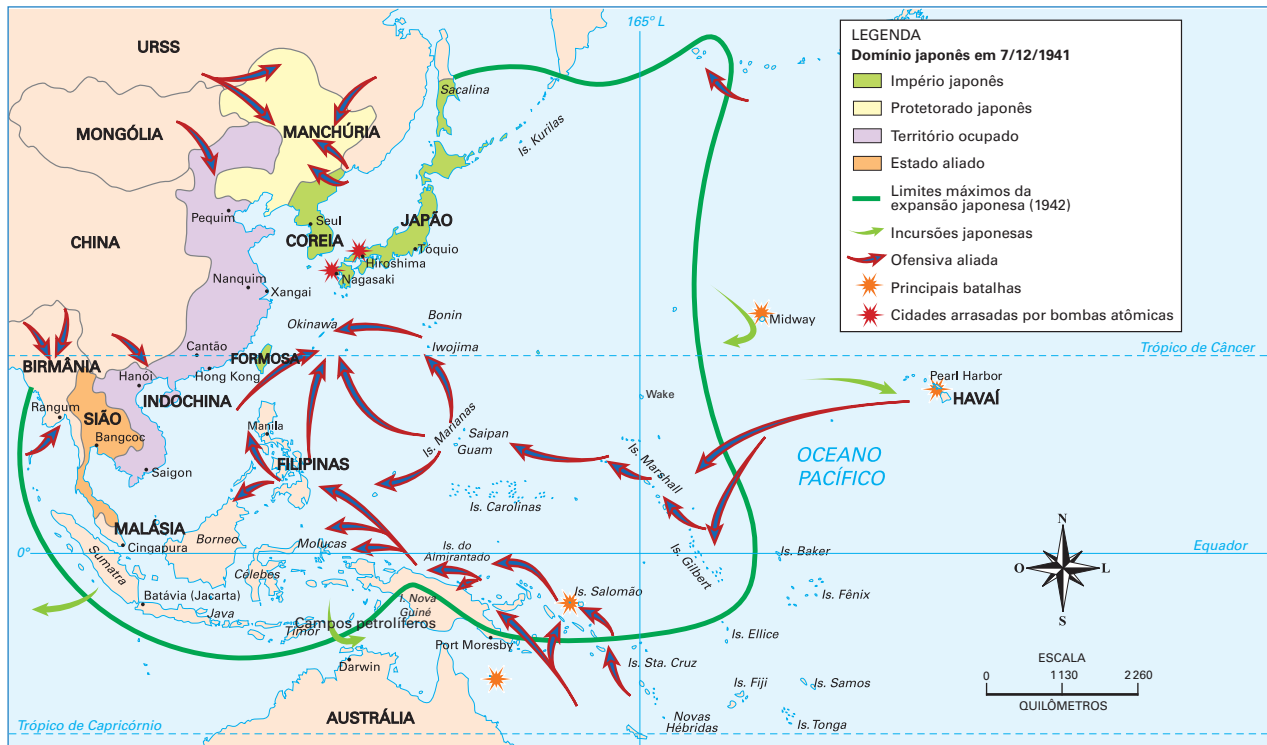 165° L
LEGENDA
Domínio japonês em 7/12/1941
Império japonês
Protetorado japonês
Território ocupado
Estado aliado
Limites máximos da
expansão japonesa (1942)
Incursões japonesas
Ofensiva aliada
Principais batalhas
Cidades arrasadas por bombas atômicas
URSS
Sacalina
MONGÓLIA
MANCHÚRIA
Is. Kurilas
Pequim
Seul
JAPÃO
CHINA
COREIA
Tóquio
Hiroshima
Nagasaki
Nanquim
Xangai
Okinawa
Bonin
Midway
Iwojima
Cantão
FORMOSA
Trópico de Câncer
BIRMÂNIA
Hanói
Hong Kong
Pearl Harbor
INDOCHINA
Wake
HAVAÍ
Rangum
SIÃO
Manila
Is. Marianas
Saipan
Guam
Bangcoc
OCEANO
PACÍFICO
Saigon
FILIPINAS
Is. Marshall
Is. Carolinas
MALÁSIA
Cingapura
Borneo
Molucas
Is. do
Almirantado
0°
Is. Gilbert
Is. Baker
Equador
Sumatra
Célebes
Is. Fênix
Batávia (Jacarta)
Java
I. Nova
Guiné
Is. Salomão
Timor
Campos petrolíferos
Port Moresby
Is. Ellice
Darwin
Is. Sta. Cruz
Is. Fiji
Is. Samos
AUSTRÁLIA
Novas
Hébridas
Is. Tonga
Trópico de Capricórnio
N
O
L
S
ESCALA
0
1 130
2 260
QUILÔMETROS